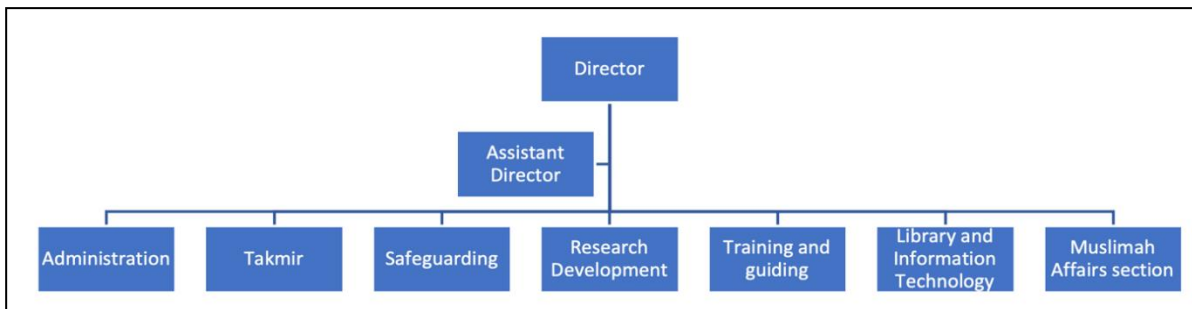 Director
Assistant
Director
Administration
Takmir
Safeguarding
Research
Development
Training and
guiding
Library and
Information
Technology
Muslimah
Affairs section